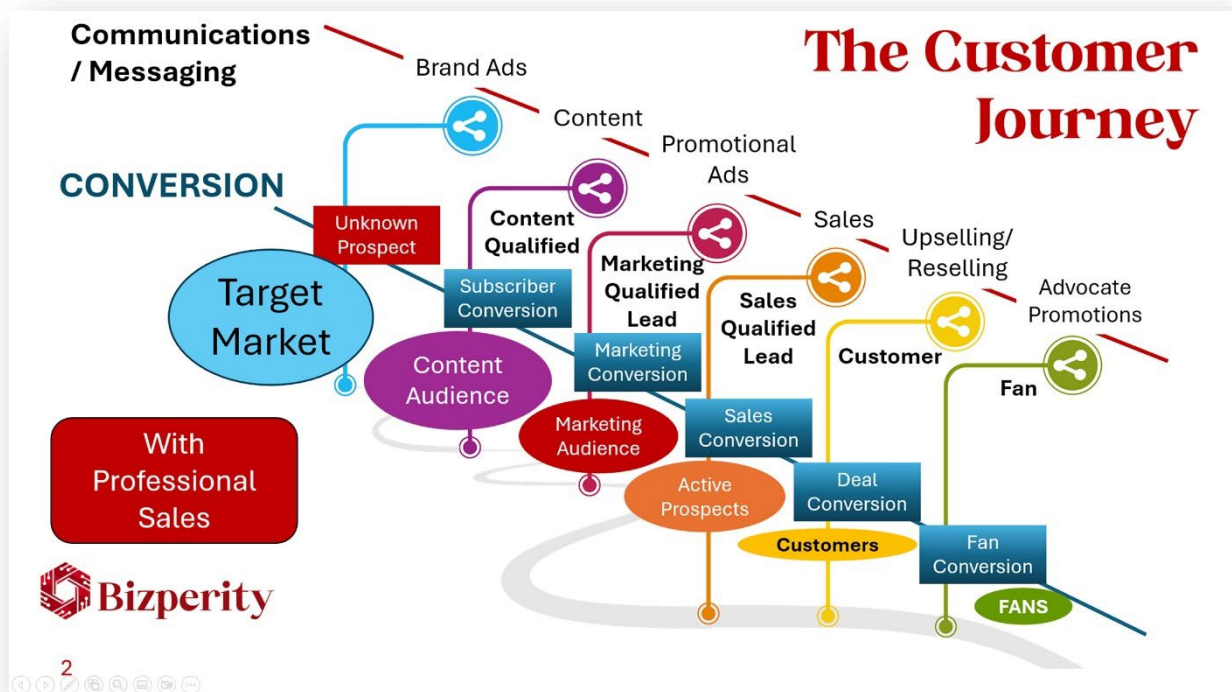 Communications
/ Messaging
The Customer
Journey
Brand Ads
Content
Promotional
Ads
Sales
Upselling/
Reselling
Advocate
Promotions
CONVERSION
Unknown
Prospect
Content
Qualified
Marketing
Qualified
Lead
Sales
Qualified
Lead
Customer
Fan
Target
Market
Subscriber
Conversion
Content
Audience
Marketing
Conversion
Marketing
Audience
Sales
Conversion
Active
Prospects
Deal
Conversion
Customers
Fan
Conversion
FANS
With
Professional
Sales
Bizperity
2